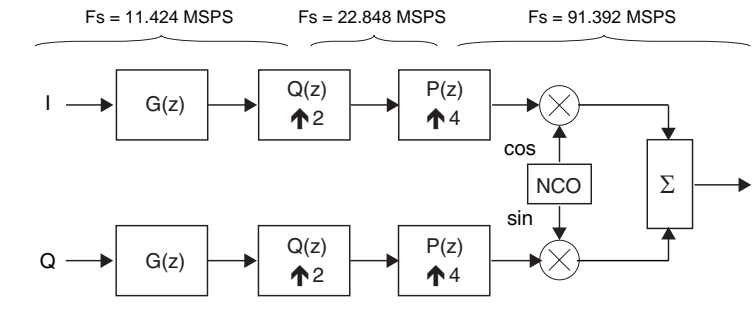 Fs = 11.424 MSPS Fs = 22.848 MSPS Fs = 91.392 MSPS
I
G(z)
Q(z)
2
P(z)
4
cos
NCO
sin
Σ
Q
G(z)
Q(z)
2
P(z)
4